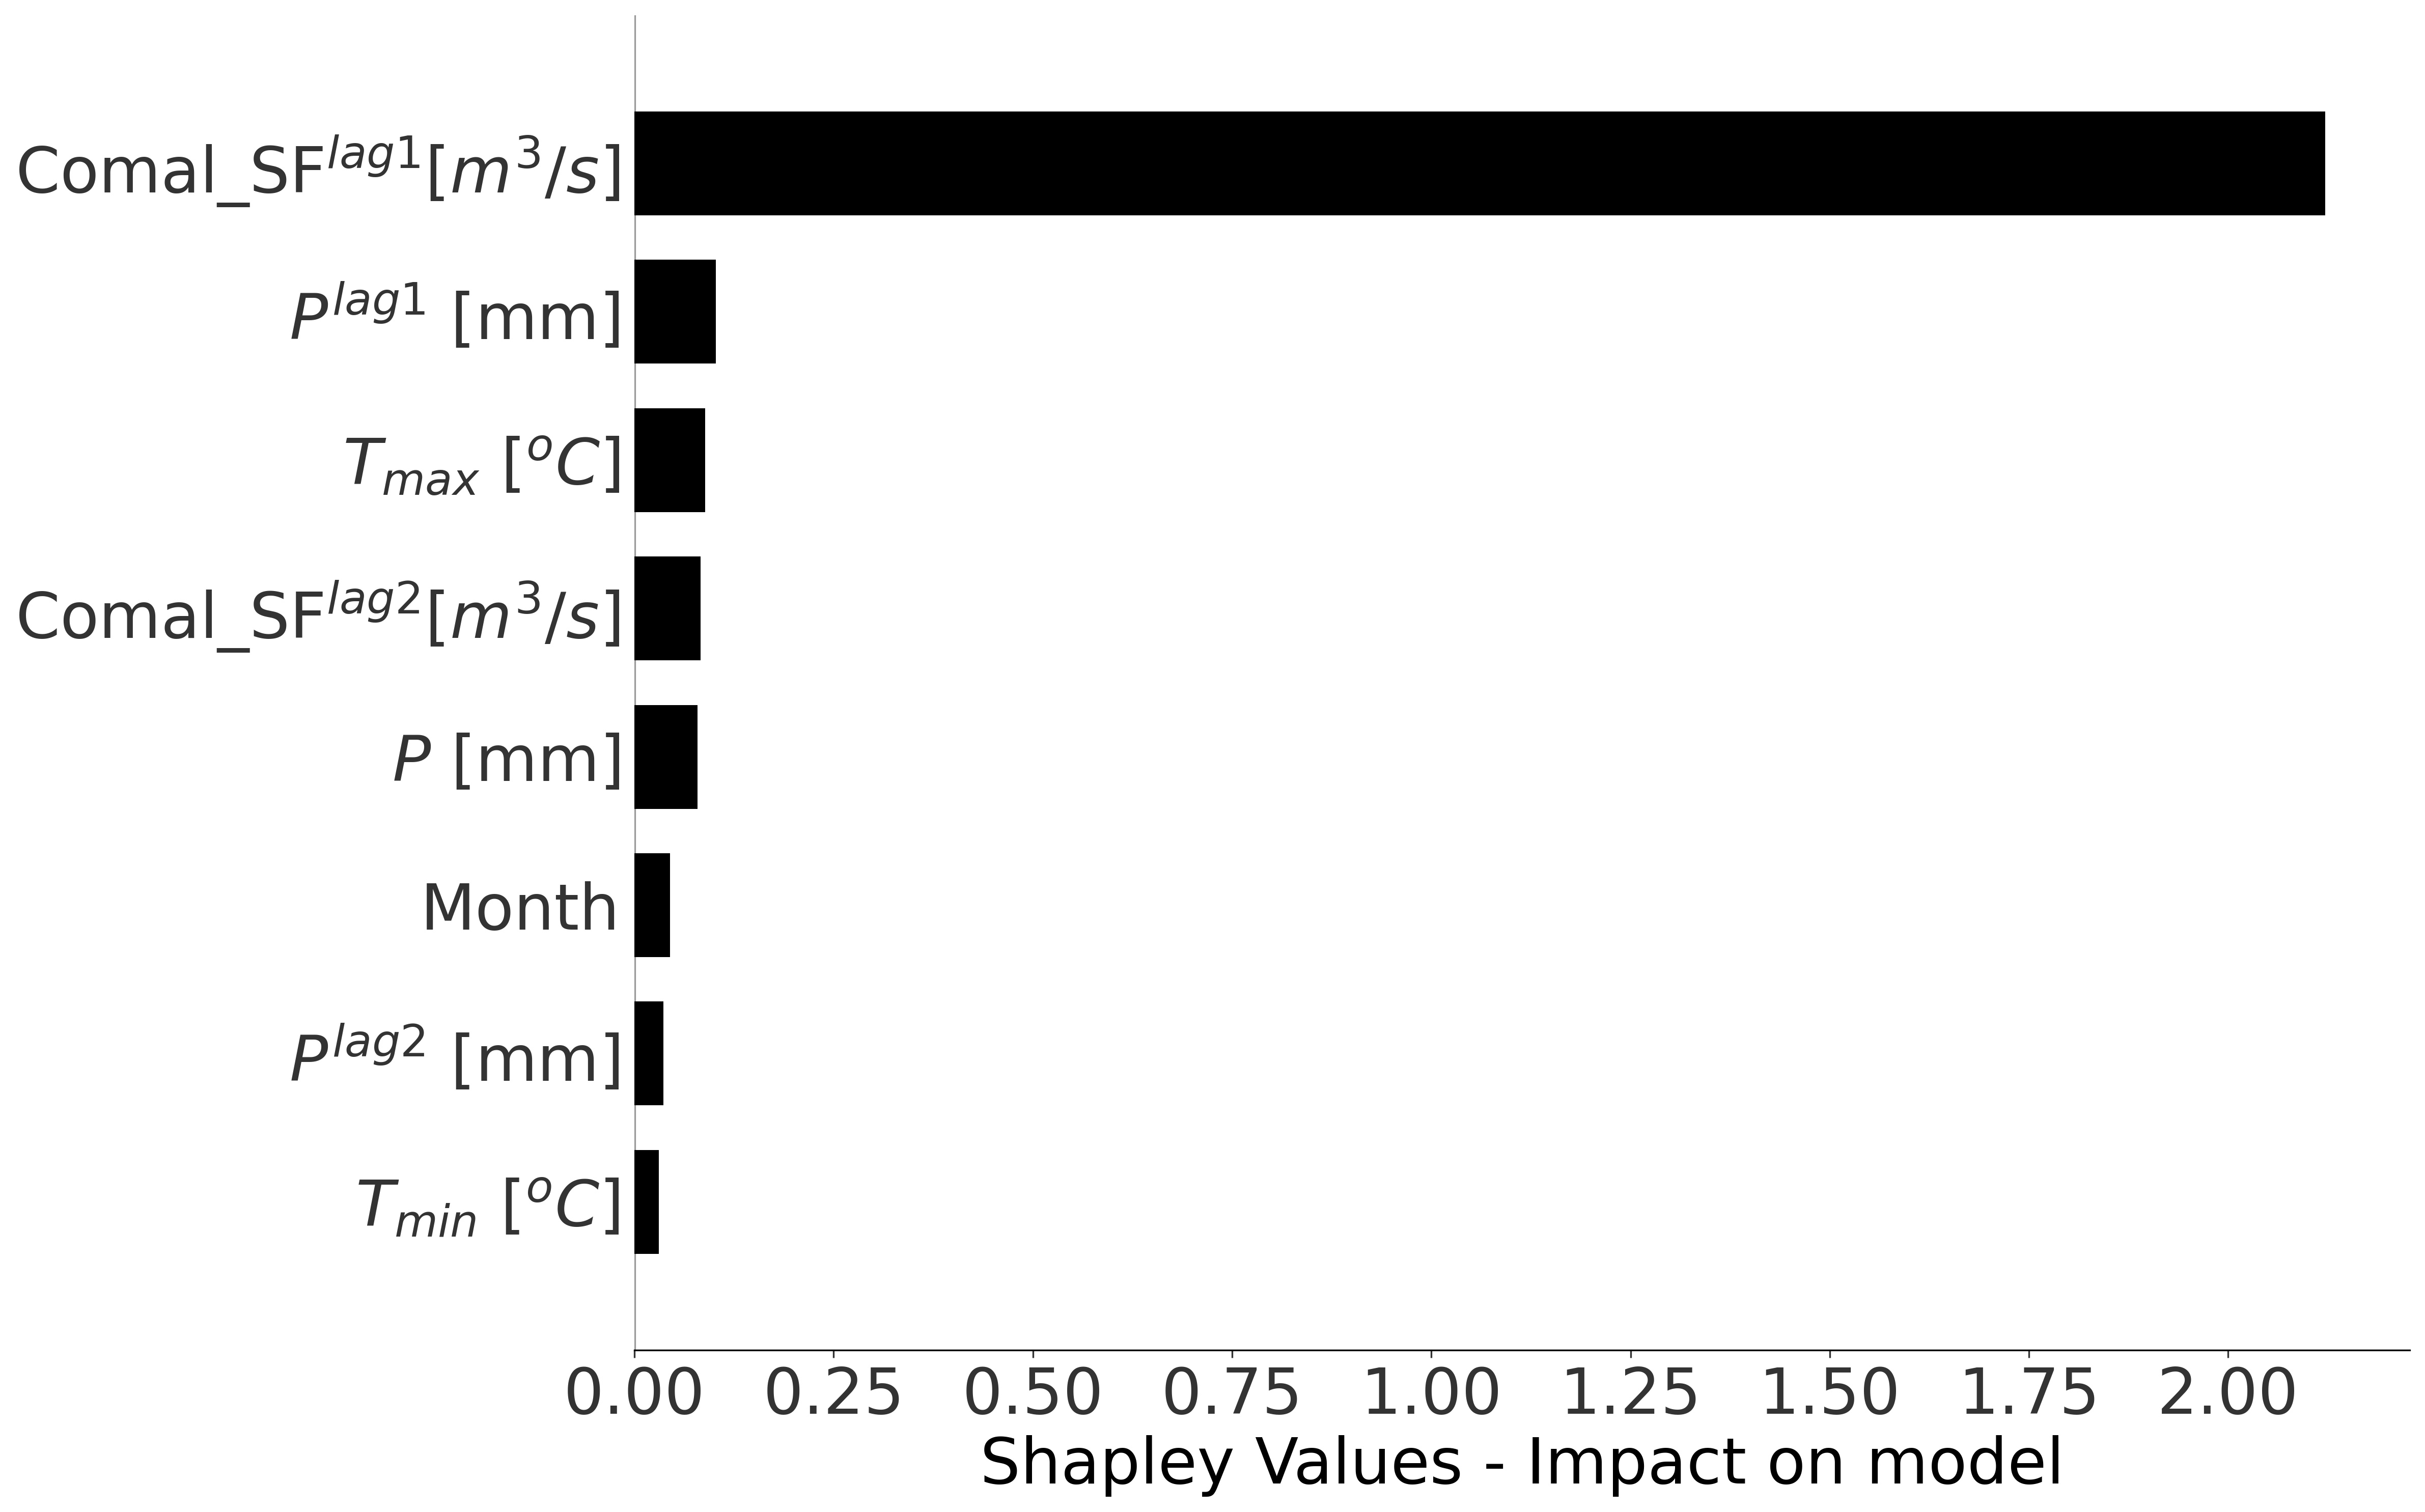 Comal_SF^lag1[m^3/s]
P^lag1 [mm]
T_max [^oC]
Comal_SF^lag2[m^3/s]
P [mm]
Month
P^lag2 [mm]
T_min [^oC]
0.00 0.25 0.50 0.75 1.00 1.25 1.50 1.75 2.00
Shapley Values - Impact on model